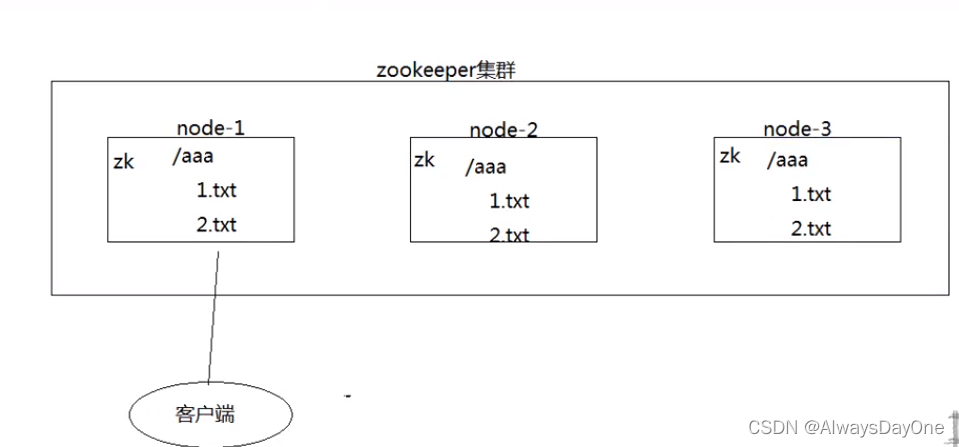 zookeeper集群
node-1
zk
/aaa
1.txt
2.txt
node-2
zk
/aaa
1.txt
2.txt
node-3
zk
/aaa
1.txt
2.txt
客户端
CSDN @AlwaysDayOne